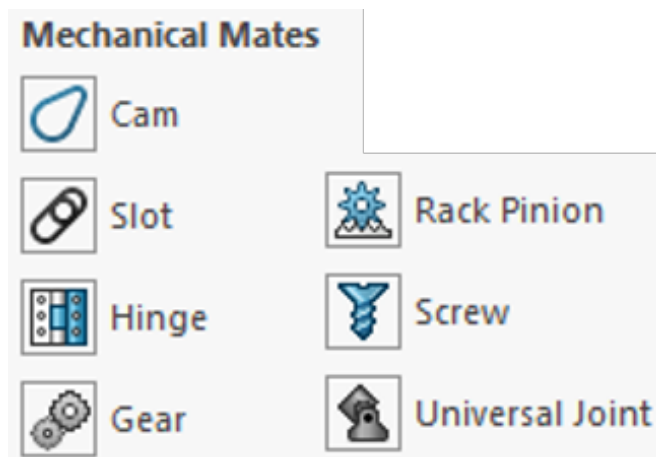 Mechanical Mates
Cam
Slot
Hinge
Gear
Rack Pinion
Screw
Universal Joint